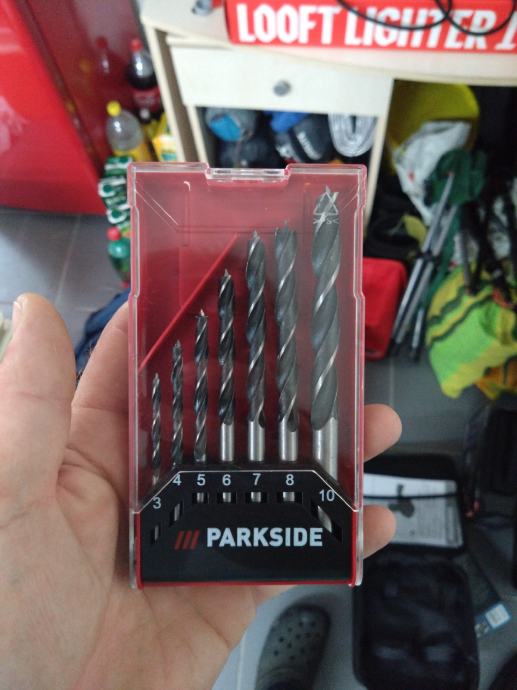 LOOFT LIGHTER
3 4 5 6 7 8 10
/// PARKSIDE